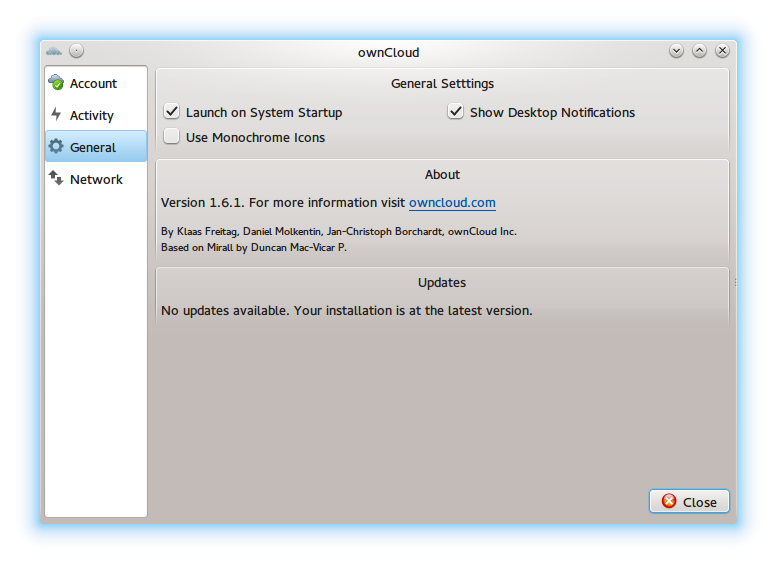 ownCloud
Account
Activity
General
Network
General Setttings
Launch on System Startup
Show Desktop Notifications
Use Monochrome Icons
About
Version 1.6.1. For more information visit owncloud.com
By Klaas Freitag, Daniel Molkentin, Jan-Christoph Borchardt, ownCloud Inc.
Based on Mirall by Duncan Mac-Vicar P.
Updates
No updates available. Your installation is at the latest version.
Close